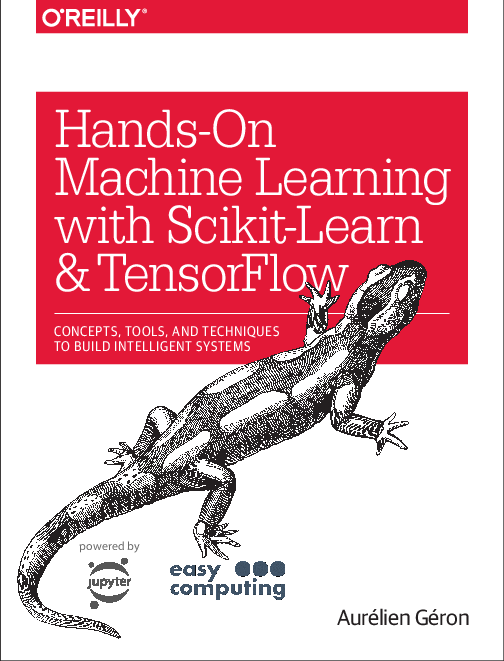 O'REILLY®
Hands-On
Machine Learning
with Scikit-Learn
& TensorFlow
CONCEPTS, TOOLS, AND TECHNIQUES
TO BUILD INTELLIGENT SYSTEMS
powered by
jupyter
easy
computing
Aurélien Géron